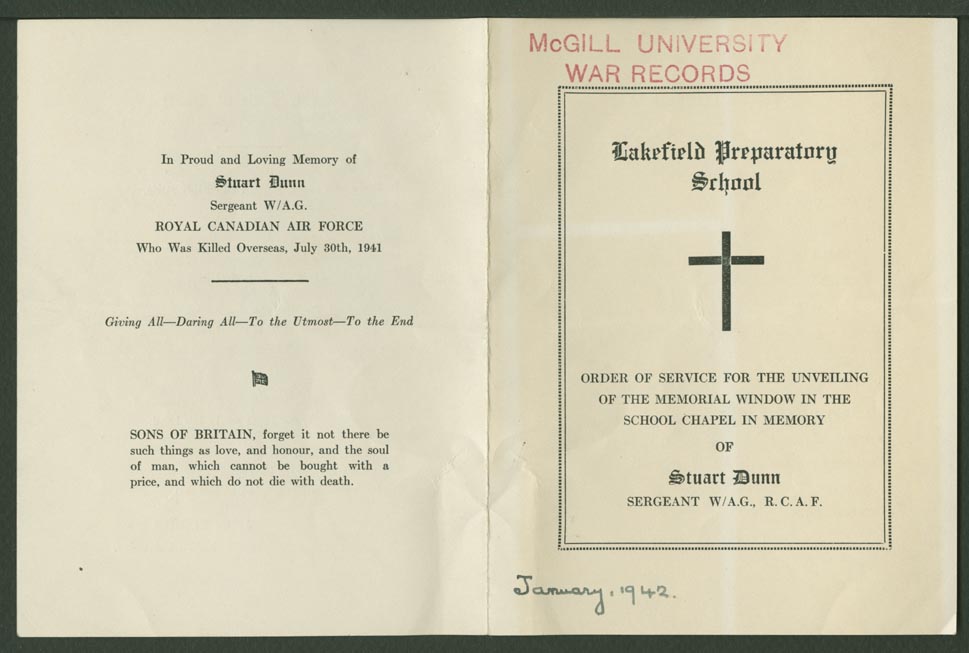 In Proud and Loving Memory of
Stuart Dunn
Sergeant W/A.G.
ROYAL CANADIAN AIR FORCE
Who Was Killed Overseas, July 30th, 1941
Giving All—Daring All—To the Utmost—To the End
SONS OF BRITAIN, forget it not there be
such things as love, and honour, and the soul
of man, which cannot be bought with a
price, and which do not die with death.
McGILL UNIVERSITY
WAR RECORDS
Lakefield Preparatory
School
ORDER OF SERVICE FOR THE UNVEILING
OF THE MEMORIAL WINDOW IN THE
SCHOOL CHAPEL IN MEMORY
OF
Stuart Dunn
SERGEANT W/A.G., R.C.A.F.
January, 1942.